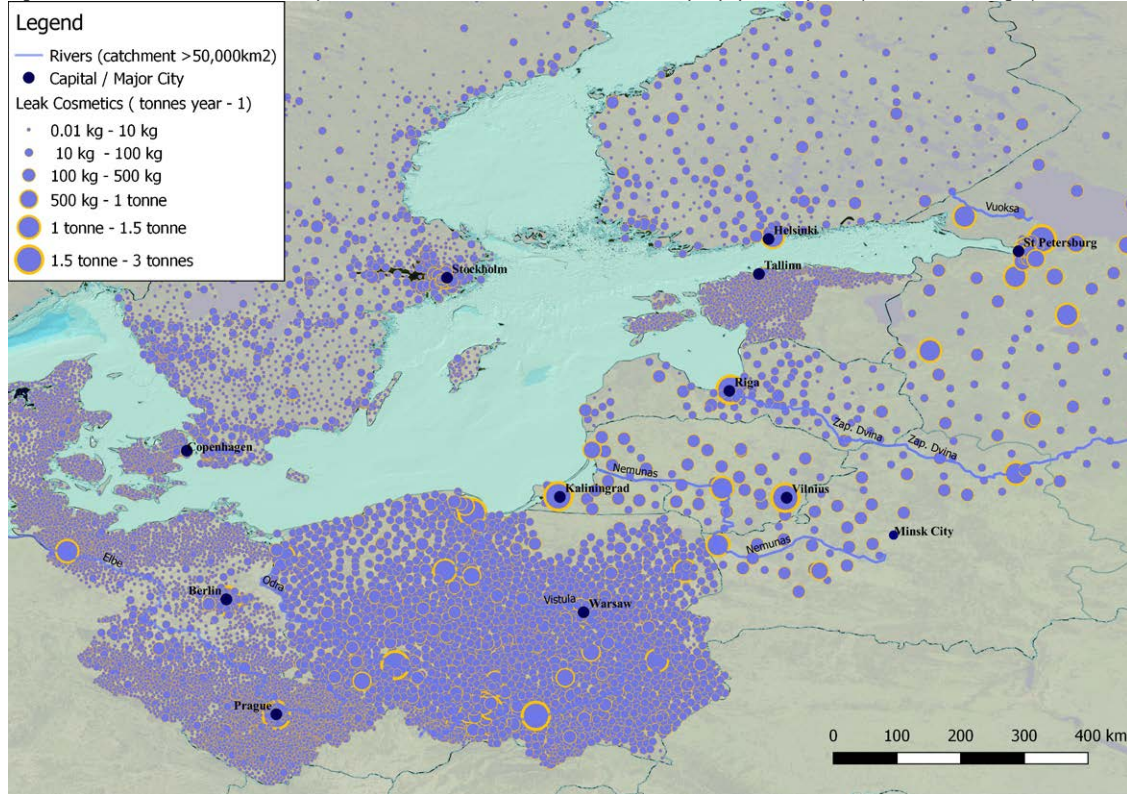 Legend
Rivers (catchment >50,000km2)
Capital / Major City
Leak Cosmetics ( tonnes year - 1)
0.01 kg - 10 kg
10 kg - 100 kg
100 kg - 500 kg
500 kg - 1 tonne
1 tonne - 1.5 tonne
1.5 tonne - 3 tonnes
Vuoksa
Helsinki
St Petersburg
Stockholm
Tallinn
Riga
Zap. Dvina
Zap. Dvina
Copenhagen
Nemunas
Kaliningrad
Vilnius
Minsk City
Nemunas
Elbe
Odra
Berlin
Vistula
Warsaw
Prague
0 100 200 300 400 km